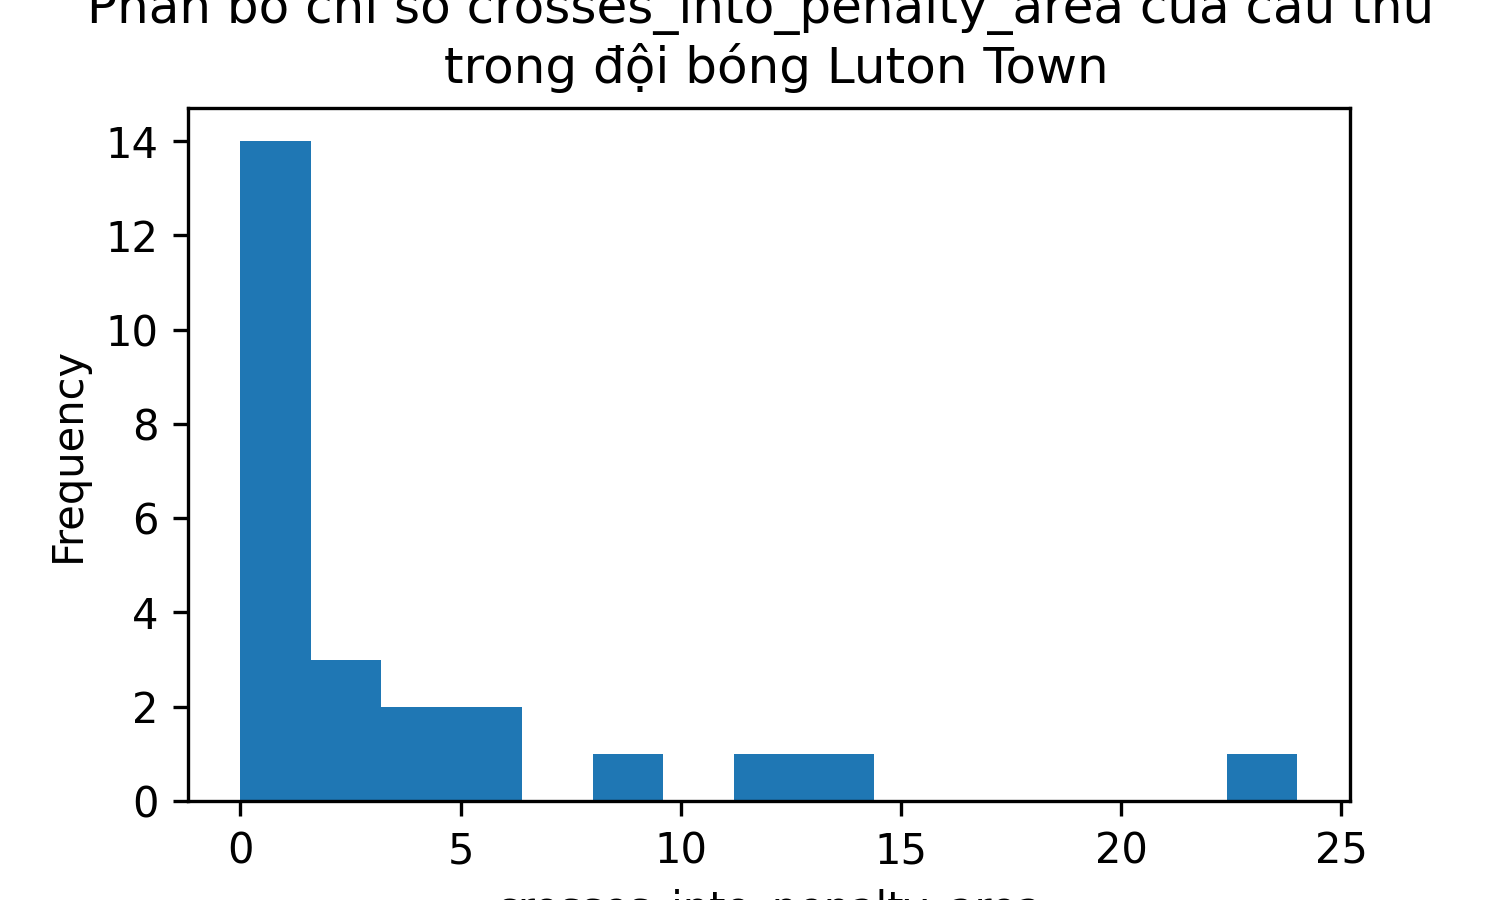 Phân bố chỉ số crosses_into_penalty_area của cầu thủ
trong đội bóng Luton Town
14
12
10
8
6
4
2
0
Frequency
0 5 10 15 20 25
crosses_into_penalty_area